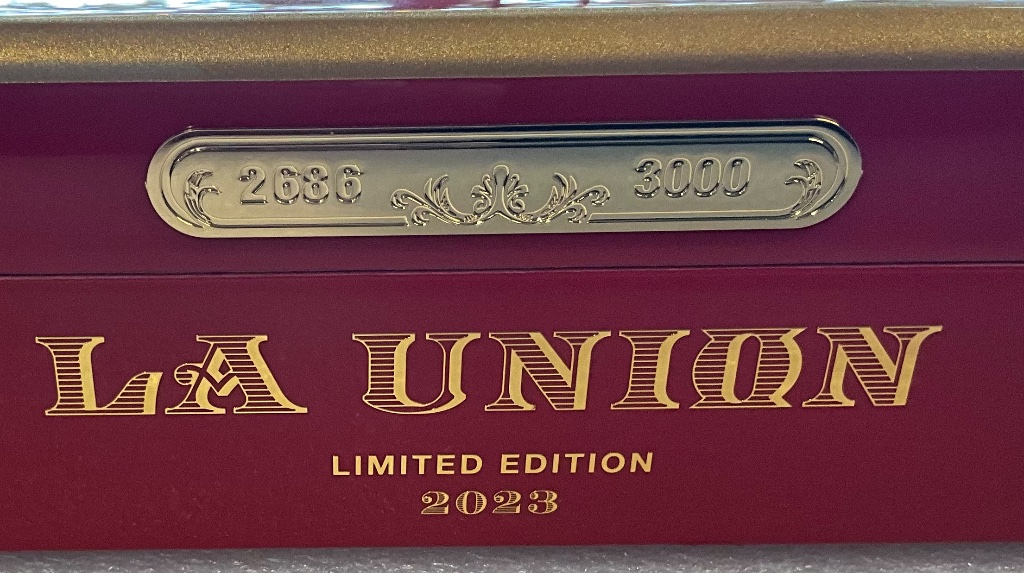 2686 3000
LA UNION
LIMITED EDITION
2023